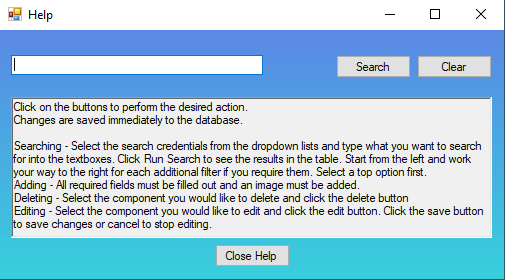 Help
Search
Clear
Click on the buttons to perform the desired action.
Changes are saved immediately to the database.
Searching - Select the search credentials from the dropdown lists and type what you want to search
for into the textboxes. Click Run Search to see the results in the table. Start from the left and work
your way to the right for each additional filter if you require them. Select a top option first.
Adding - All required fields must be filled out and an image must be added.
Deleting - Select the component you would like to delete and click the delete button
Editing - Select the component you would like to edit and click the edit button. Click the save button
to save changes or cancel to stop editing.
Close Help